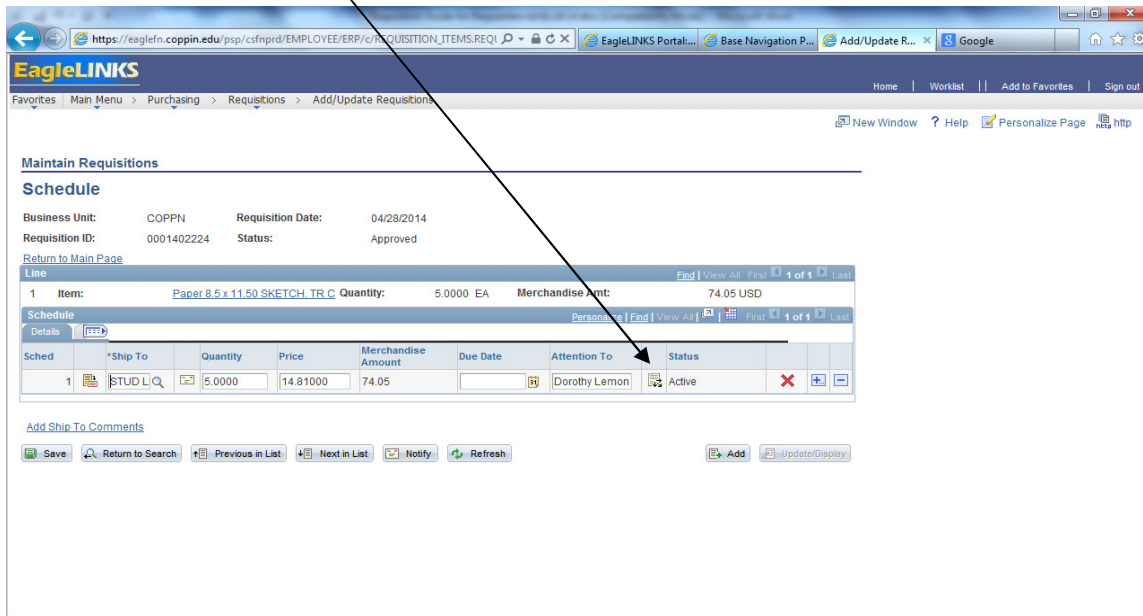 https://eaglefn.coppin.edu/psp/csfnprd/EMPLOYEE/ERP/c/REQUISITION_ITEMS.REQU
EagleLINKS Portal:...
Base Navigation P...
Add/Update R...
Google
EagleLINKS
Home | Worklist || Add to Favorites | Sign out
Favorites Main Menu > Purchasing > Requisitions > Add/Update Requisitions
New Window ? Help Personalize Page http
Maintain Requisitions
Schedule
Business Unit: COPPN Requisition Date: 04/28/2014
Requisition ID: 0001402224 Status: Approved
Return to Main Page
Line Find | View All First 1 of 1 Last
1 Item: Paper 8.5 x 11.50 SKETCH. TR C Quantity: 5.0000 EA Merchandise Amt: 74.05 USD
Schedule Personalize | Find | View All | First 1 of 1 Last
Details
Sched *Ship To Quantity Price Merchandise Amount Due Date Attention To Status
1 STUD L 5.0000 14.81000 74.05 Dorothy Lemon Active
Add Ship To Comments
Save Return to Search Previous in List Next in List Notify Refresh Add Update/Display